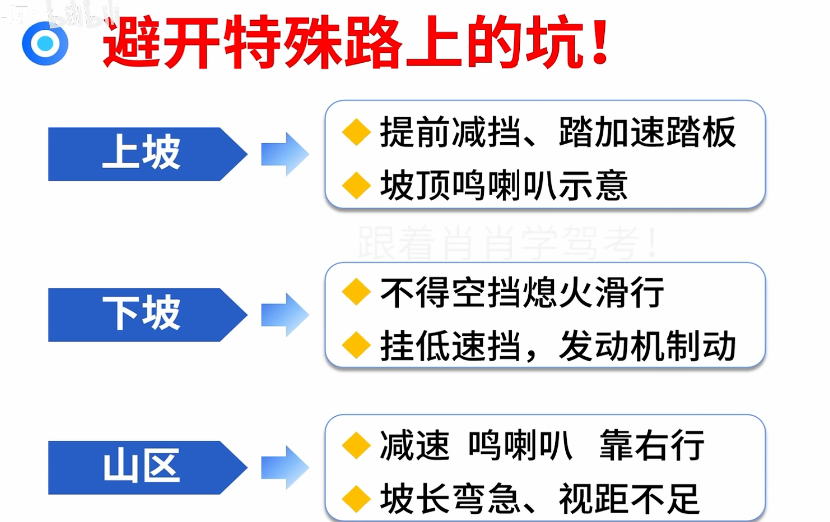 避开特殊路上的坑！
上坡
提前减挡、踏加速踏板
坡顶鸣喇叭示意
跟着肖肖学驾考！
下坡
不得空挡熄火滑行
挂低速挡，发动机制动
山区
减速 鸣喇叭 靠右行
坡长弯急、视距不足